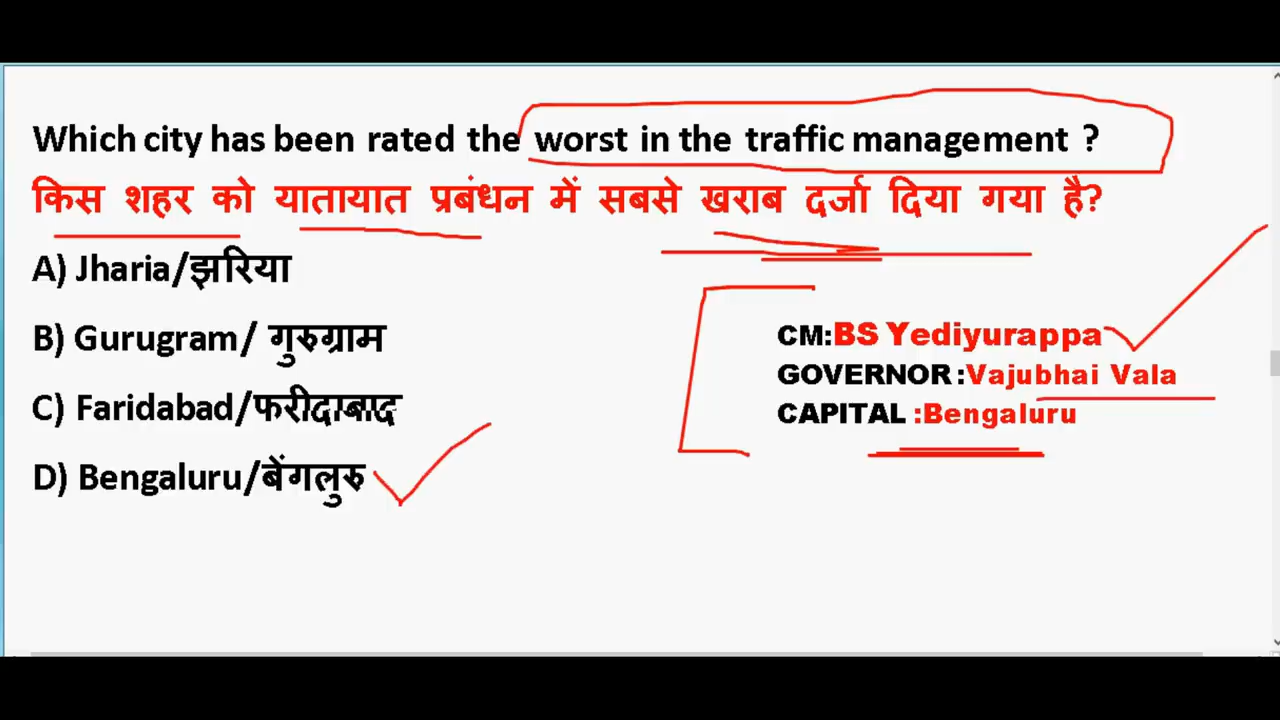 Which city has been rated the worst in the traffic management ?
किस शहर को यातायात प्रबंधन में सबसे खराब दर्जा दिया गया है?
A) Jharia/झरिया
B) Gurugram/ गुरुग्राम
C) Faridabad/फरीदाबाद
D) Bengaluru/बेंगलुरु
CM:BS Yediyurappa
GOVERNOR:Vajubhai Vala
CAPITAL :Bengaluru